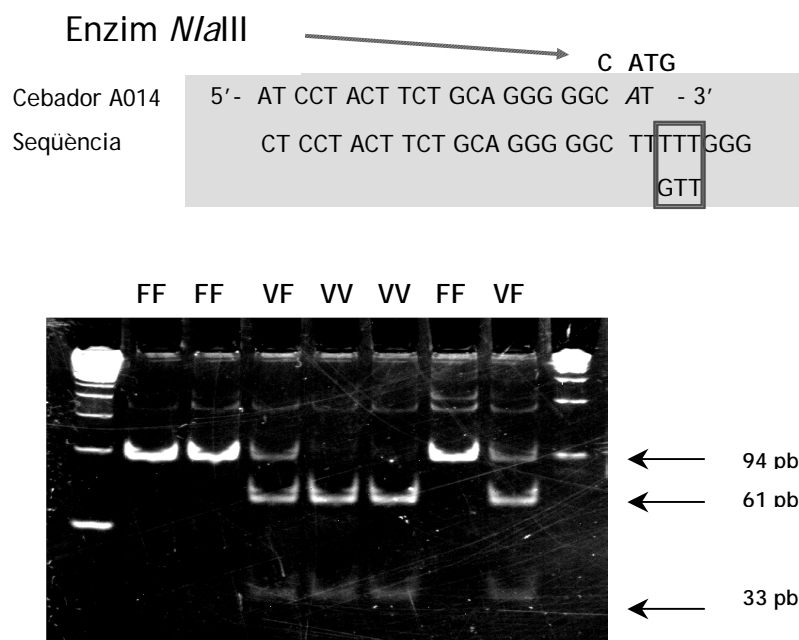 Enzim NlaIII
C ATG
Cebador A014 5’- AT CCT ACT TCT GCA GGG GGC AT - 3’
Seqüència CT CCT ACT TCT GCA GGG GGC TTTTTGGG
GTT
FF FF VF VV VV FF VF
94 pb
61 pb
33 pb